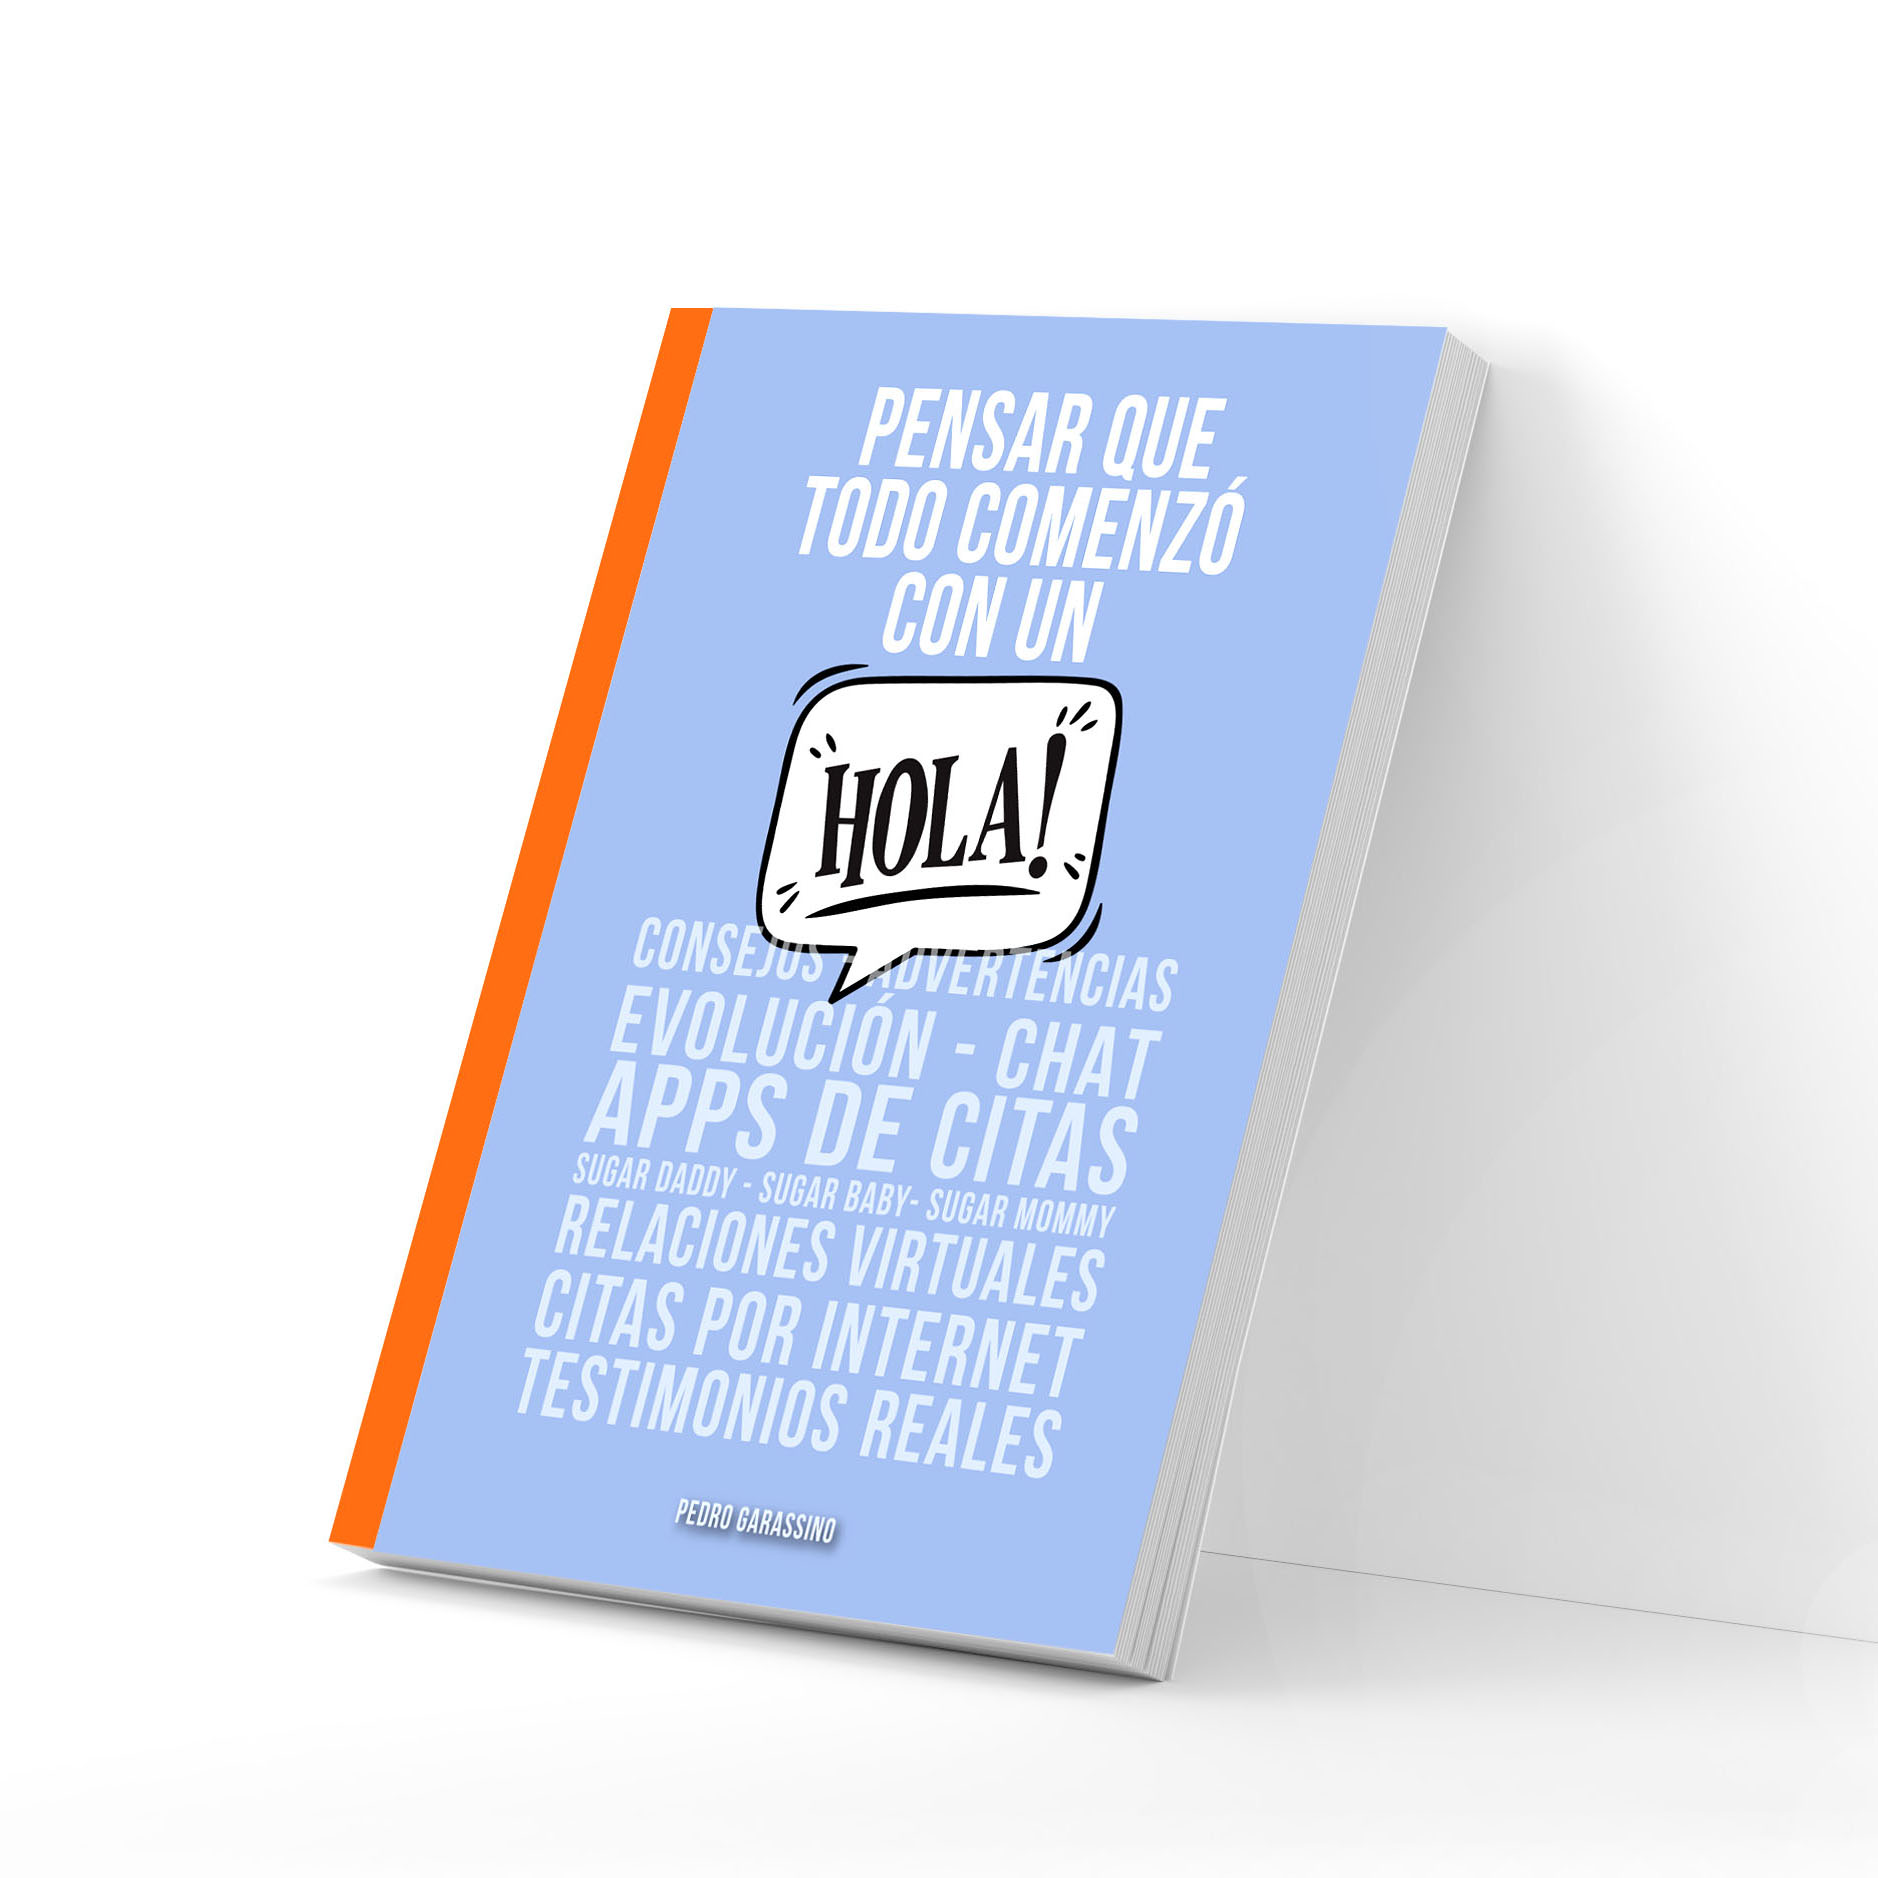 PENSAR QUE
TODO COMENZÓ
CON UN
HOLA!
CONSEJOS - ADVERTENCIAS
EVOLUCIÓN - CHAT
APPS DE CITAS
SUGAR DADDY - SUGAR BABY- SUGAR MOMMY
RELACIONES VIRTUALES
CITAS POR INTERNET
TESTIMONIOS REALES
PEDRO GARASSINO